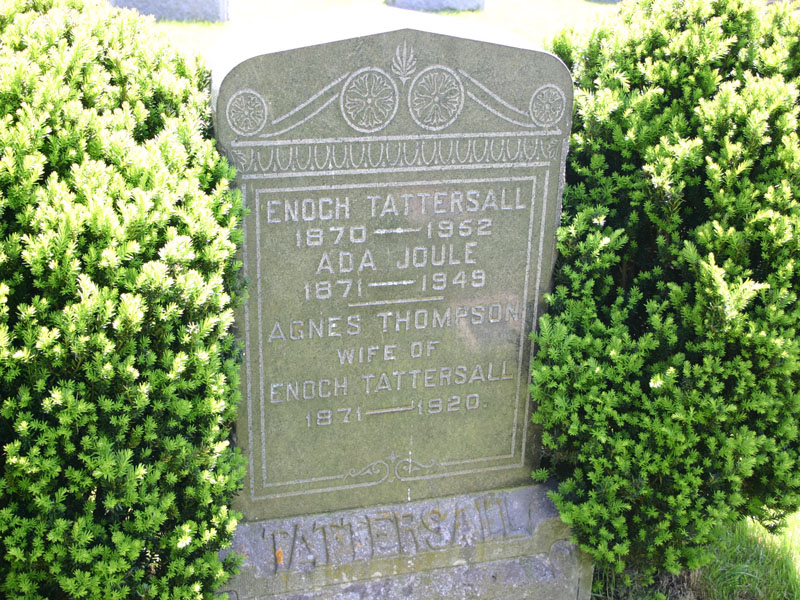 ENOCH TATTERSALL
1870 — 1952
ADA JOULE
1871 — 1949
AGNES THOMPSON
WIFE OF
ENOCH TATTERSALL
1871 — 1920.
TATTERSALL